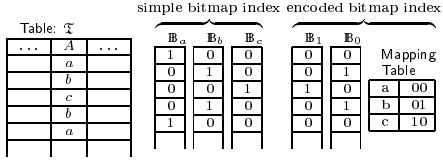 simple bitmap index encoded bitmap index
Table: 𝔗
... A ...
a
b
c
b
a
𝔹a 𝔹b 𝔹c
1 0 0
0 1 0
0 0 1
0 1 0
1 0 0
𝔹1 𝔹0
0 0
0 1
1 0
0 1
0 0
Mapping
Table
a 00
b 01
c 10